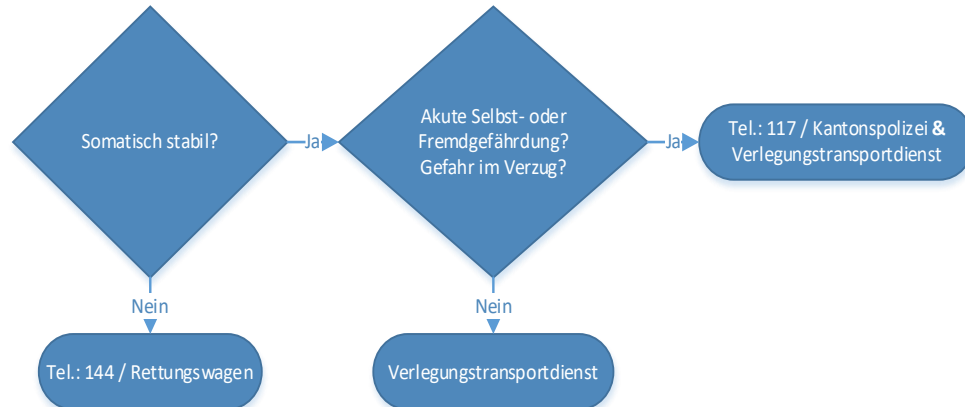 Somatisch stabil?
Ja
Akute Selbst- oder
Fremdgefährdung?
Gefahr im Verzug?
Ja
Tel.: 117 / Kantonspolizei &
Verlegungstransportdienst
Nein
Nein
Tel.: 144 / Rettungswagen
Verlegungstransportdienst